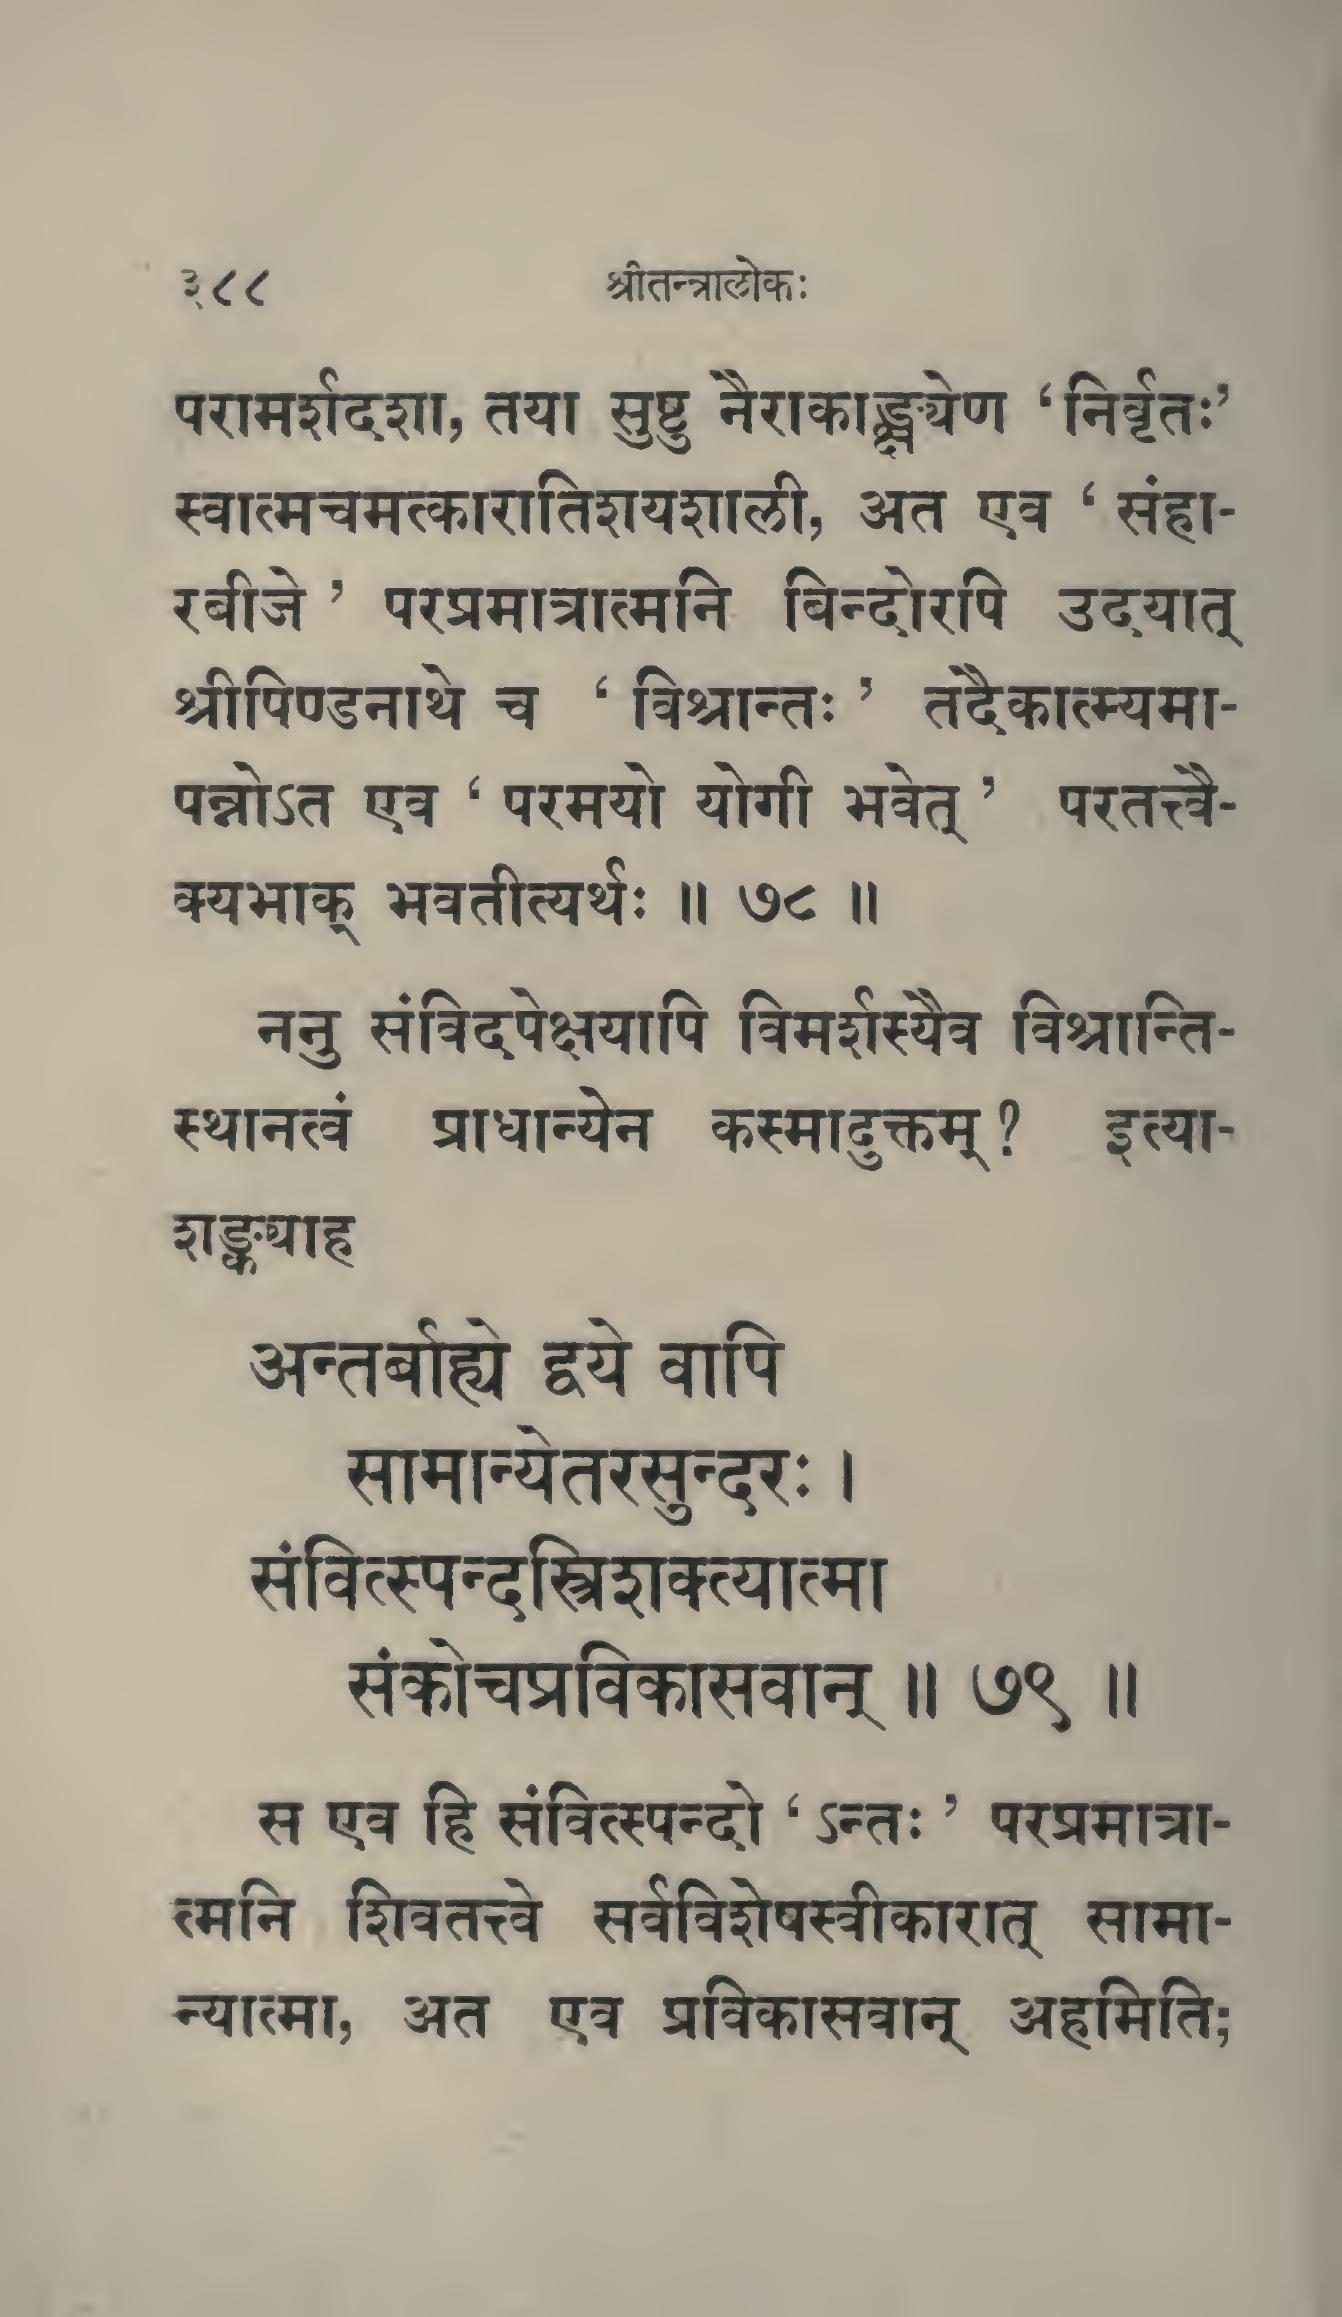 ३८८ श्रीतन्त्रालोकः
परामर्शदशा, तया सुष्ठु नैराकाङ्क्ष्येण ‘निर्वृतः’
स्वात्मचमत्कारातिशयशाली, अत एव ‘ संहा-
रबीजे ’ परप्रमात्रात्मनि बिन्दोरपि उदयात्
श्रीपिण्डनाथे च ‘ विश्रान्तः ’ तदैकात्म्यमा-
पन्नोऽत एव ‘ परमयो योगी भवेत् ’ परतत्त्वै-
क्यभाक् भवतीत्यर्थः ॥ ७८ ॥
ननु संविदपेक्षयापि विमर्शस्यैव विश्रान्ति-
स्थानत्वं प्राधान्येन कस्मादुक्तम् ? इत्या-
शङ्क्याह
अन्तर्बाह्ये द्वये वापि
सामान्येतरसुन्दरः ।
संवित्स्पन्दस्त्रिशक्त्यात्मा
संकोचप्रविकासवान् ॥ ७९ ॥
स एव हि संवित्स्पन्दो ‘ ऽन्तः ’ परप्रमात्रा-
त्मनि शिवतत्त्वे सर्वविशेषस्वीकारात् सामा-
न्यात्मा, अत एव प्रविकासवान् अहमिति;